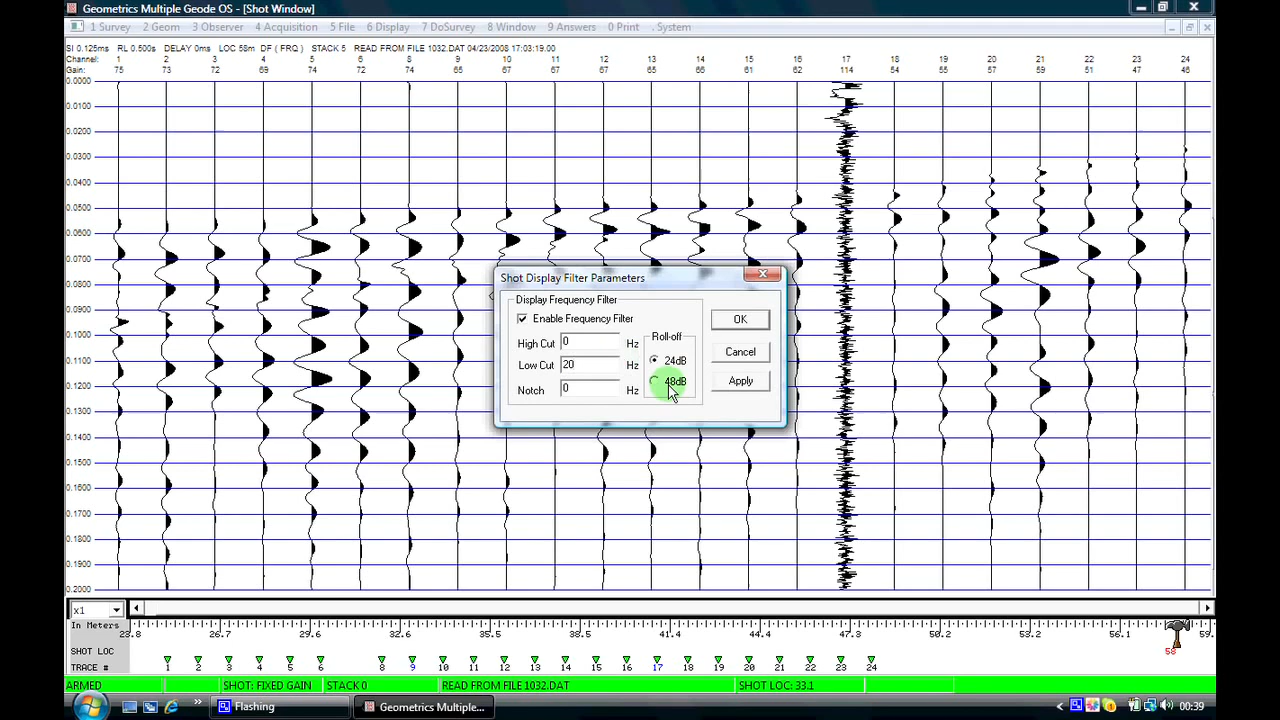 Geometrics Multiple Geode OS - [Shot Window]
1 Survey 2 Geom 3 Observer 4 Acquisition 5 File 6 Display 7 DoSurvey 8 Window 9 Answers 0 Print . System
SI 0.125ms RL 0.500s DELAY 0ms LOC 58m DF ( FRQ ) STACK 5 READ FROM FILE 1032.DAT 04/23/2008 17:03:19.00
Channel: 1 2 3 4 5 6 8 9 10 11 12 13 14 15 16 17 18 19 20 21 22 23 24
Gain: 75 73 72 69 74 72 74 65 67 67 67 65 66 61 62 114 54 55 57 59 51 47 46
0.0000
0.0100
0.0200
0.0300
0.0400
0.0500
0.0600
0.0700
0.0800
0.0900
0.1000
0.1100
0.1200
0.1300
0.1400
0.1500
0.1600
0.1700
0.1800
0.1900
0.2000
Shot Display Filter Parameters
Display Frequency Filter
Enable Frequency Filter
High Cut 0 Hz
Low Cut 20 Hz
Notch 0 Hz
Roll-off
24dB
48dB
OK
Cancel
Apply
x1
In Meters
23.8 26.7 29.6 32.6 35.5 38.5 41.4 44.4 47.3 50.2 53.2 56.1 59.
SHOT LOC 58
TRACE # 1 2 3 4 5 6 8 9 10 11 12 13 14 15 16 17 18 19 20 21 22 23 24
ARMED SHOT: FIXED GAIN STACK 0 READ FROM FILE 1032.DAT SHOT LOC: 33.1
Flashing Geometrics Multiple... 00:39